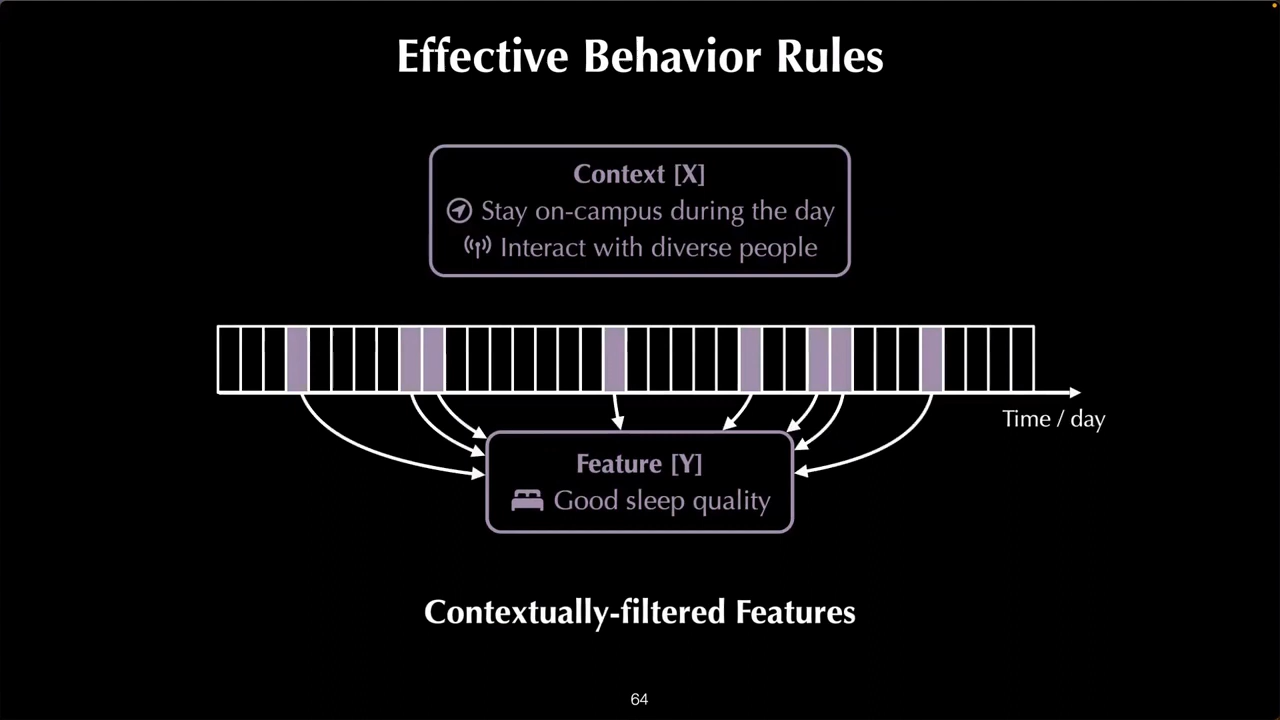 Effective Behavior Rules
Context [X]
Stay on-campus during the day
Interact with diverse people
Time / day
Feature [Y]
Good sleep quality
Contextually-filtered Features
64